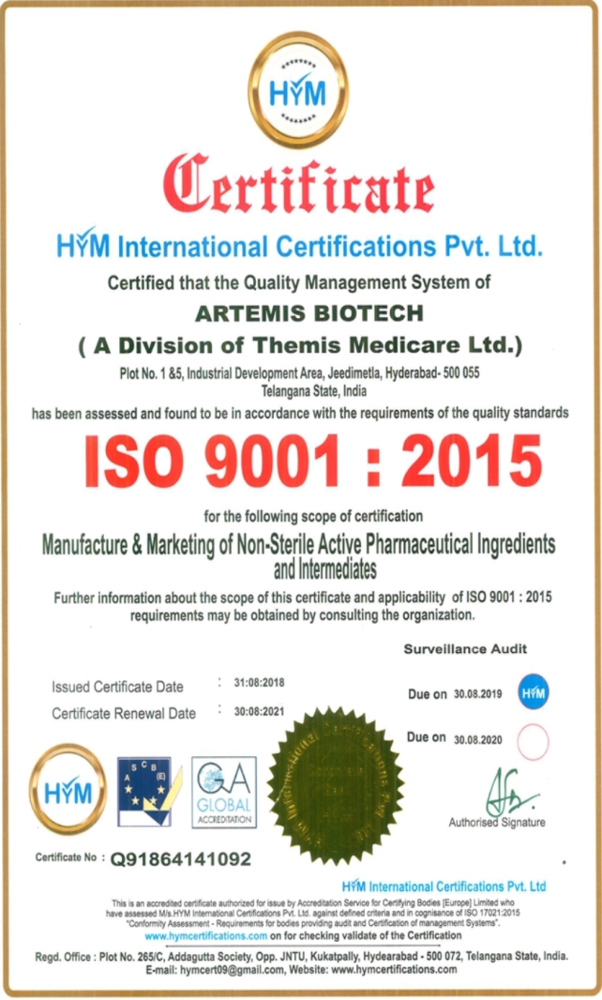 HYM
Certificate
HYM International Certifications Pvt. Ltd.
Certified that the Quality Management System of
ARTEMIS BIOTECH
( A Division of Themis Medicare Ltd.)
Plot No. 1 &5, Industrial Development Area, Jeedimetla, Hyderabad- 500 055
Telangana State, India
has been assessed and found to be in accordance with the requirements of the quality standards
ISO 9001 : 2015
for the following scope of certification
Manufacture & Marketing of Non-Sterile Active Pharmaceutical Ingredients
and Intermediates
Further information about the scope of this certificate and applicability of ISO 9001 : 2015
requirements may be obtained by consulting the organization.
Surveillance Audit
Issued Certificate Date : 31:08:2018
Certificate Renewal Date : 30:08:2021
Due on 30.08.2019 HYM
Due on 30.08.2020
HYM
A S C B (E)
GA
GLOBAL
ACCREDITATION
International Certifications Pvt
Authorised Signature
Certificate No : Q91864141092
HYM International Certifications Pvt. Ltd
This is an accredited certificate authorized for issue by Accreditation Service for Certifying Bodies [Europe] Limited who
have assessed M/s.HYM International Certifications Pvt. Ltd. against defined criteria and in cognisance of ISO 17021:2015
"Conformity Assessment - Requirements for bodies providing audit and Certification of management Systems".
www.hymcertifications.com on for checking validate of the Certification
Regd. Office : Plot No. 265/C, Addagutta Society, Opp. JNTU, Kukatpally, Hydearabad - 500 072, Telangana State, India.
E-mail: hymcert09@gmail.com, Website: www.hymcertifications.com